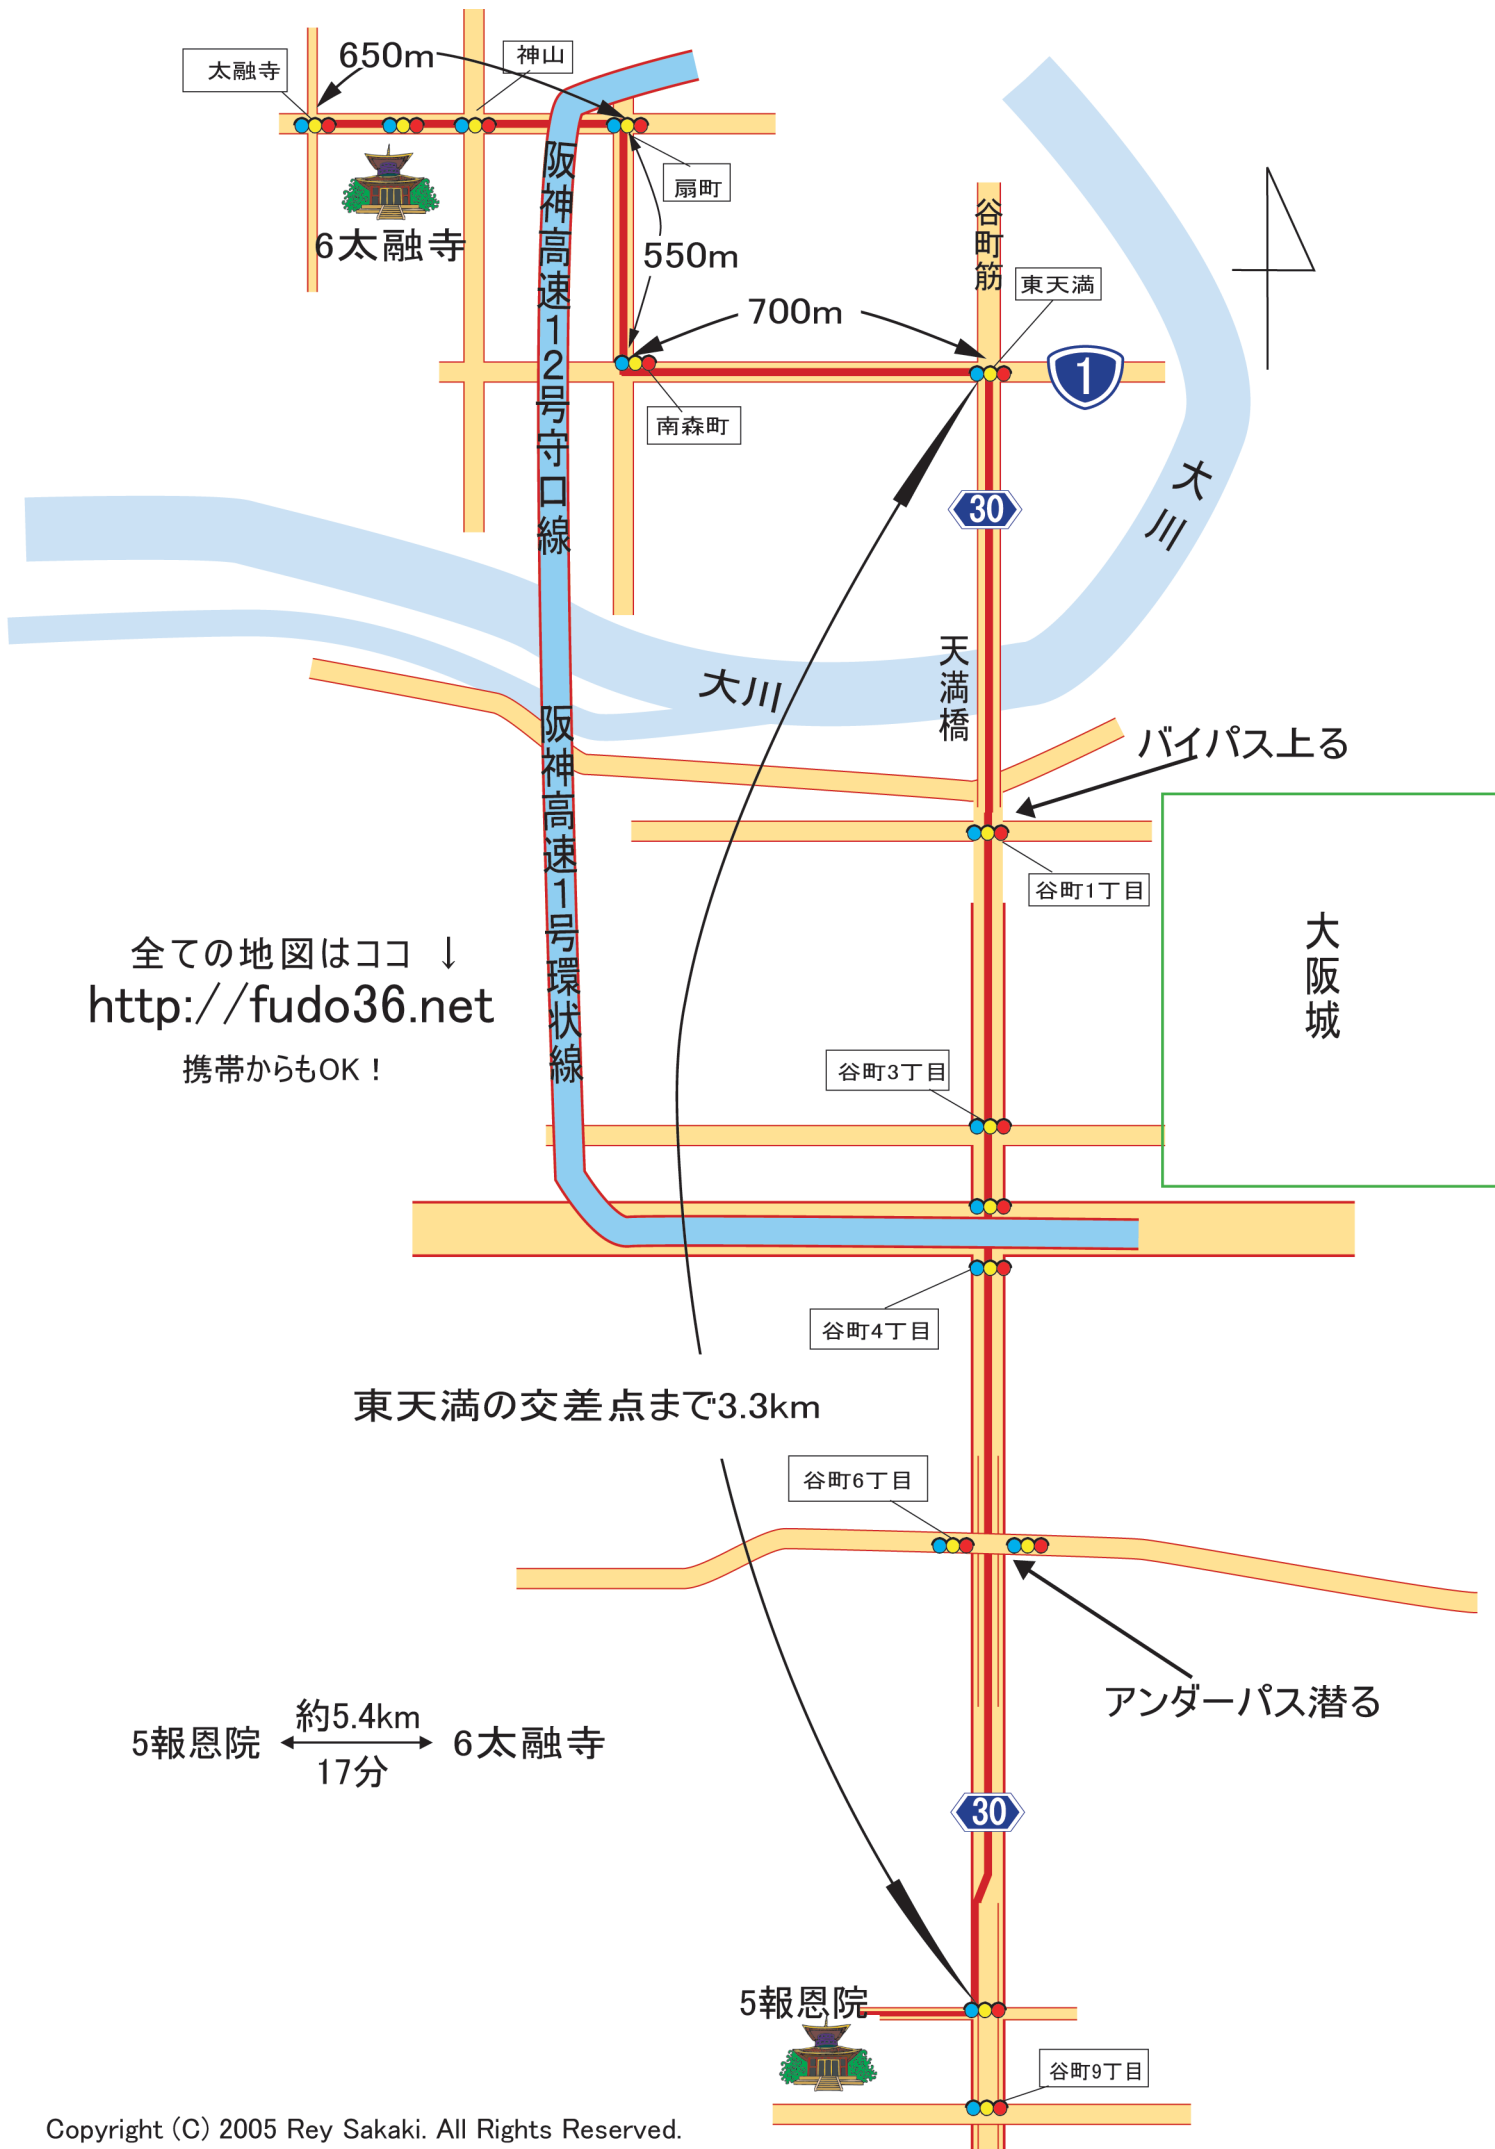 太融寺
650m
神山
扇町
6太融寺
550m
谷町筋
東天満
700m
1
南森町
阪神高速12号守口線
30
大川
大川
天満橋
バイパス上る
阪神高速1号環状線
谷町1丁目
大阪城
全ての地図はココ ↓
http://fudo36.net
携帯からもOK！
谷町3丁目
谷町4丁目
東天満の交差点まで3.3km
谷町6丁目
アンダーパス潜る
5報恩院 約5.4km 6太融寺
17分
30
5報恩院
谷町9丁目
Copyright (C) 2005 Rey Sakaki. All Rights Reserved.